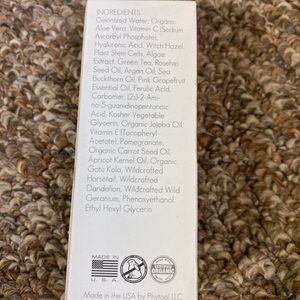 INGREDIENTS
Deionized Water, Organic
Aloe Vera, Vitamin C (Sodium
Ascorbyl Phosphate),
Hyaluronic Acid, Witch Hazel,
Plant Stem Cells, Algae
Extract, Green Tea, Rosehip
Seed Oil, Argan Oil, Sea
Buckthorn Oil, Pink Grapefruit
Essential Oil, Ferulic Acid,
Carbomer, (2s)-2-Ami-
no-5-guanidinopentanoic
Acid, Kosher Vegetable
Glycerin, Organic Jojoba Oil
Vitamin E (Tocopheryl
Acetate), Pomegranate,
Organic Carrot Seed Oil,
Apricot Kernel Oil, Organic
Gotu Kola, Wildcrafted
Horsetail, Wildcrafted
Dandelion, Wildcrafted Wild
Geranium, Phenoxyethanol,
Ethyl Hexyl Glycerin
MADE IN
U.S.A.
ORGANIC
Made in the USA by Phytosl LLC